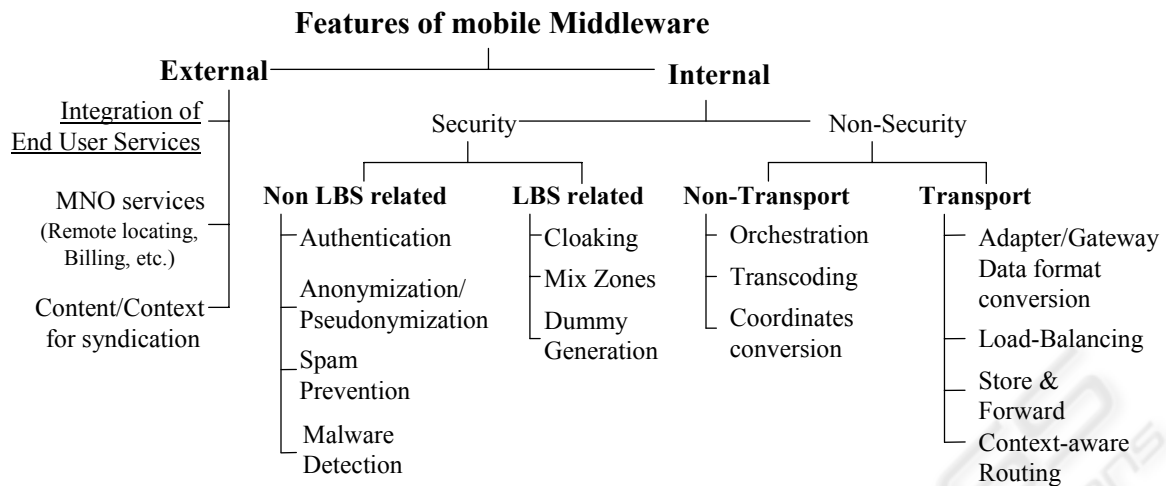 Features of mobile Middleware
External
Internal
Integration of
End User Services
MNO services
(Remote locating,
Billing, etc.)
Content/Context
for syndication
Security
Non-Security
Non LBS related
Authentication
Anonymization/
Pseudonymization
Spam
Prevention
Malware
Detection
LBS related
Cloaking
Mix Zones
Dummy
Generation
Non-Transport
Orchestration
Transcoding
Coordinates
conversion
Transport
Adapter/Gateway
Data format
conversion
Load-Balancing
Store &
Forward
Context-aware
Routing